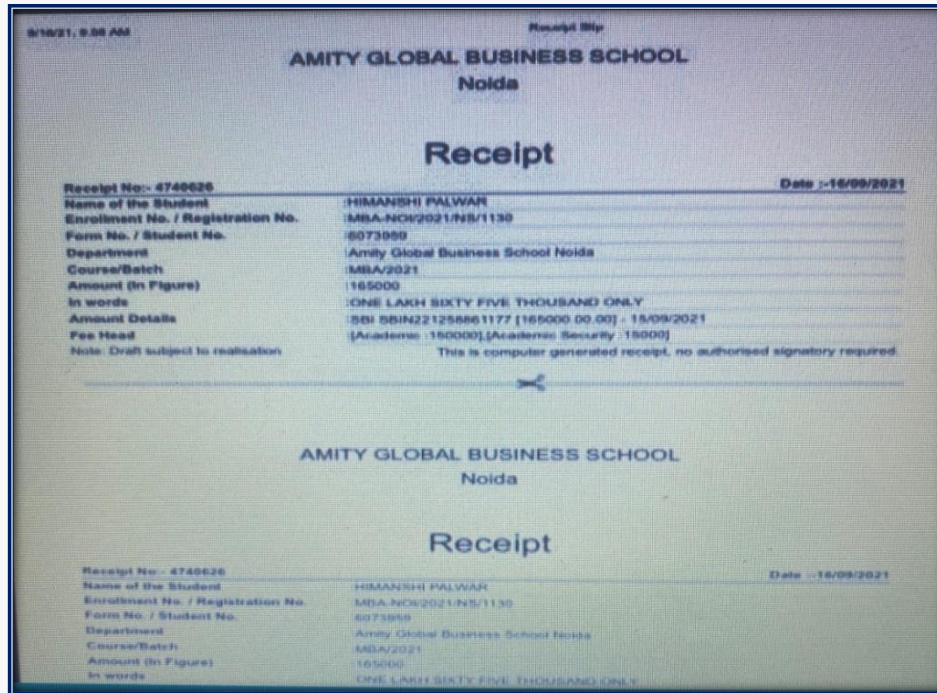 9/16/21, 9:08 AM Receipt Slip
AMITY GLOBAL BUSINESS SCHOOL
Noida
Receipt
Receipt No:- 4740626 Date :-16/09/2021
Name of the Student :HIMANSHI PALWAR
Enrollment No. / Registration No. :MBA-NOI/2021/NS/1130
Form No. / Student No. :6073959
Department :Amity Global Business School Noida
Course/Batch :MBA/2021
Amount (In Figure) :165000
In words :ONE LAKH SIXTY FIVE THOUSAND ONLY
Amount Details :SBI SBIN221258861177 [165000.00.00] - 15/09/2021
Fee Head :[Academic :150000],[Academic Security :15000]
Note: Draft subject to realisation This is computer generated receipt, no authorised signatory required.
AMITY GLOBAL BUSINESS SCHOOL
Noida
Receipt
Receipt No:- 4740626 Date :-16/09/2021
Name of the Student :HIMANSHI PALWAR
Enrollment No. / Registration No. :MBA-NOI/2021/NS/1130
Form No. / Student No. :6073959
Department :Amity Global Business School Noida
Course/Batch :MBA/2021
Amount (In Figure) :165000
In words :ONE LAKH SIXTY FIVE THOUSAND ONLY